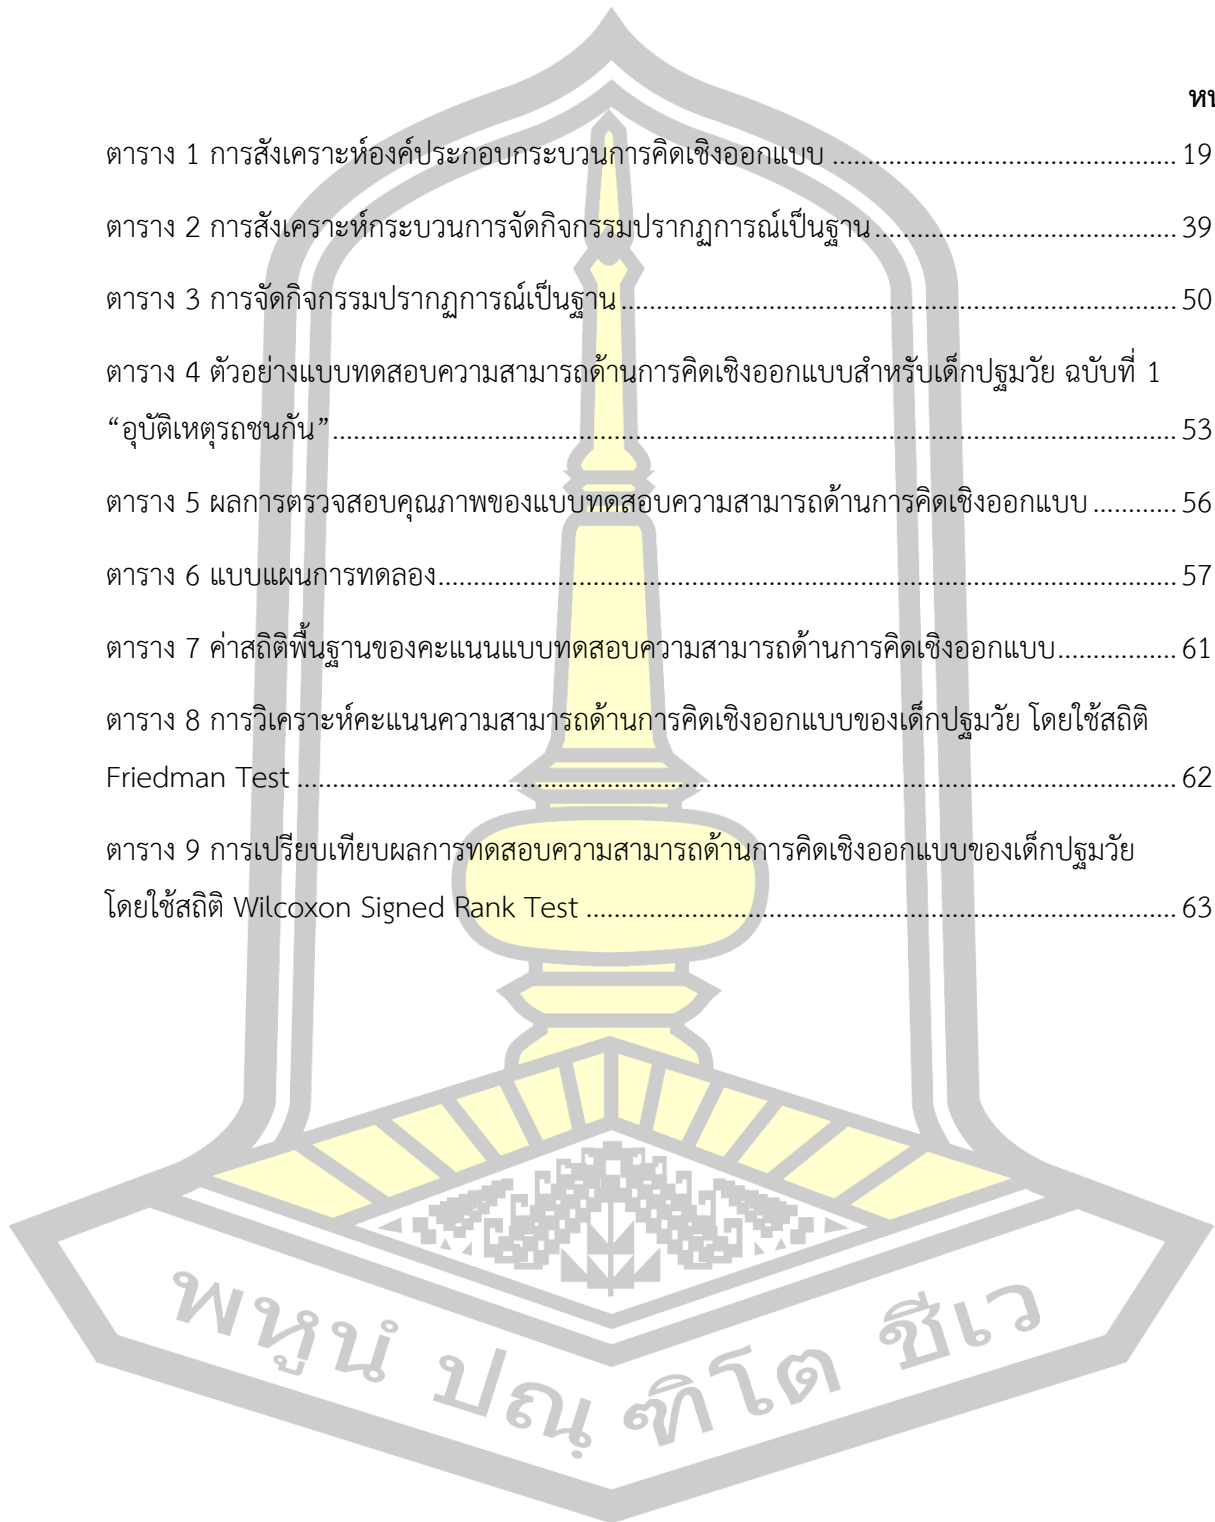 ตาราง 1 การสังเคราะห์องค์ประกอบกระบวนการคิดเชิงออกแบบ ................................................. 19
ตาราง 2 การสังเคราะห์กระบวนการจัดกิจกรรมปรากฏการณ์เป็นฐาน ........................................... 39
ตาราง 3 การจัดกิจกรรมปรากฏการณ์เป็นฐาน ............................................................................... 50
ตาราง 4 ตัวอย่างแบบทดสอบความสามารถด้านการคิดเชิงออกแบบสำหรับเด็กปฐมวัย ฉบับที่ 1
“อุบัติเหตุรถชนกัน” ........................................................................................................................ 53
ตาราง 5 ผลการตรวจสอบคุณภาพของแบบทดสอบความสามารถด้านการคิดเชิงออกแบบ ............ 56
ตาราง 6 แบบแผนการทดลอง......................................................................................................... 57
ตาราง 7 ค่าสถิติพื้นฐานของคะแนนแบบทดสอบความสามารถด้านการคิดเชิงออกแบบ................. 61
ตาราง 8 การวิเคราะห์คะแนนความสามารถด้านการคิดเชิงออกแบบของเด็กปฐมวัย โดยใช้สถิติ
Friedman Test ............................................................................................................................. 62
ตาราง 9 การเปรียบเทียบผลการทดสอบความสามารถด้านการคิดเชิงออกแบบของเด็กปฐมวัย
โดยใช้สถิติ Wilcoxon Signed Rank Test .................................................................................... 63
พหูนํ ปณฺ ฑิโต ชีเว